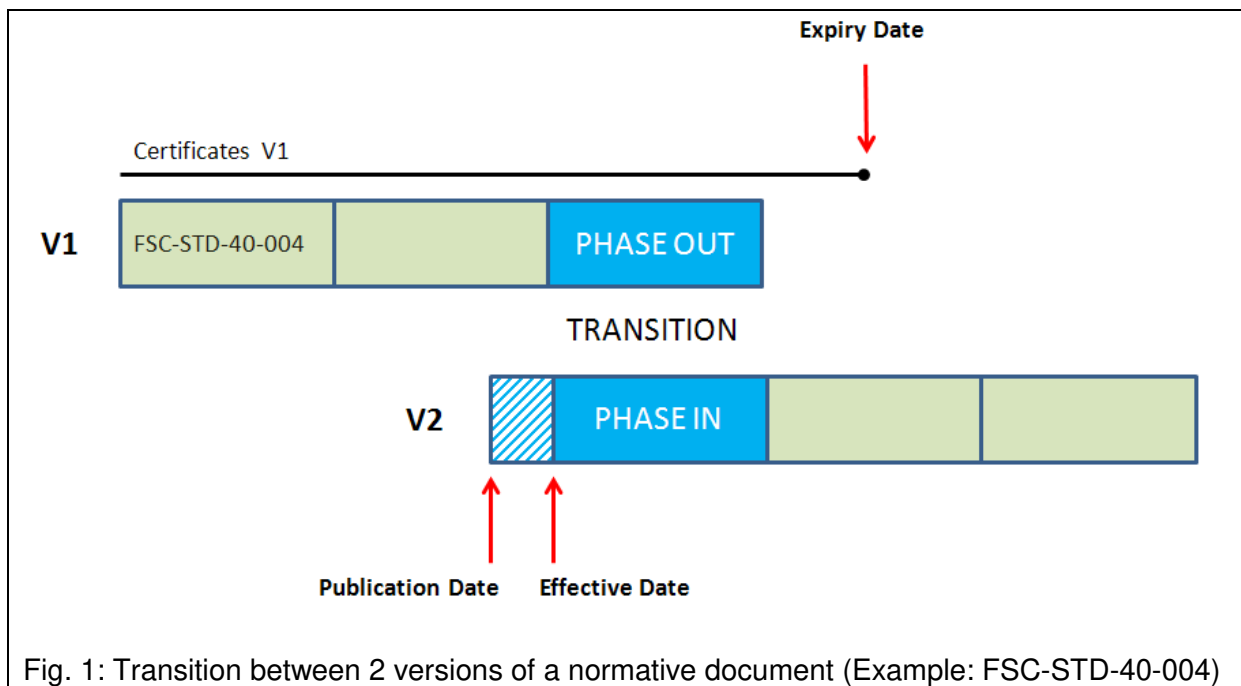 Expiry Date
Certificates V1
V1
FSC-STD-40-004
PHASE OUT
TRANSITION
V2
PHASE IN
Publication Date
Effective Date
Fig. 1: Transition between 2 versions of a normative document (Example: FSC-STD-40-004)